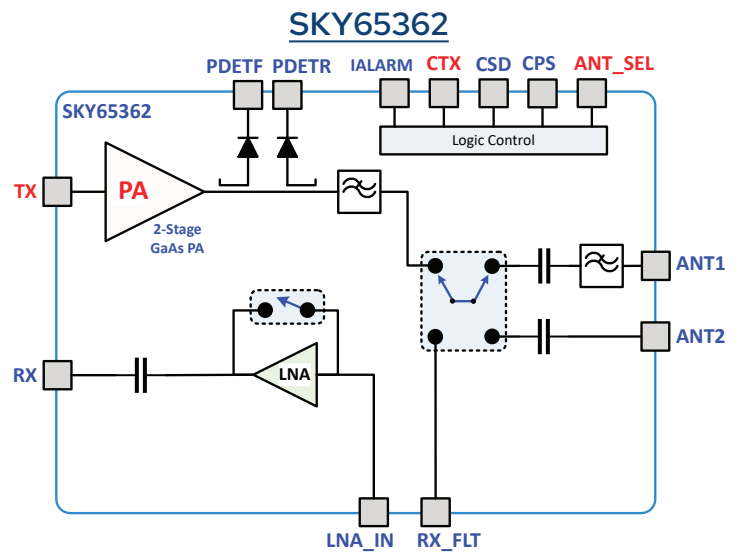 SKY65362
PDETF PDETR IALARM CTX CSD CPS ANT_SEL
SKY65362
Logic Control
TX
PA
2-Stage
GaAs PA
ANT1
ANT2
RX
LNA
LNA_IN RX_FLT